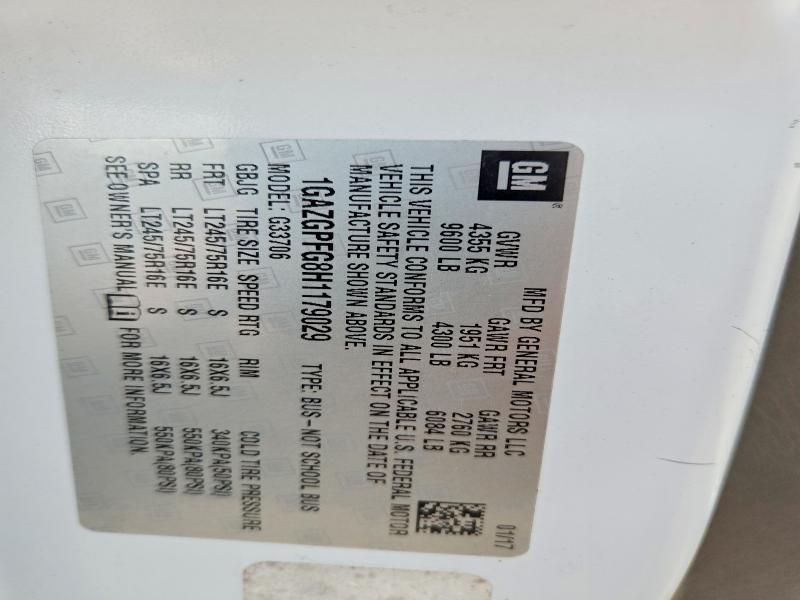 GM
®
MFD BY GENERAL MOTORS LLC 01/17
GVWR GAWR FRT GAWR RR
4355 KG 1951 KG 2760 KG
9600 LB 4300 LB 6084 LB
THIS VEHICLE CONFORMS TO ALL APPLICABLE U.S. FEDERAL MOTOR
VEHICLE SAFETY STANDARDS IN EFFECT ON THE DATE OF
MANUFACTURE SHOWN ABOVE.
1GAZGPFG8H1179029 TYPE: BUS-NOT SCHOOL BUS
MODEL: G33706
GBJG TIRE SIZE SPEED RTG RIM COLD TIRE PRESSURE
FRT LT245/75R16E S 16X6.5J 340KPA(50PSI)
RR LT245/75R16E S 16X6.5J 550KPA(80PSI)
SPA LT245/75R16E S 16X6.5J 550KPA(80PSI)
SEE OWNER'S MANUAL FOR MORE INFORMATION.